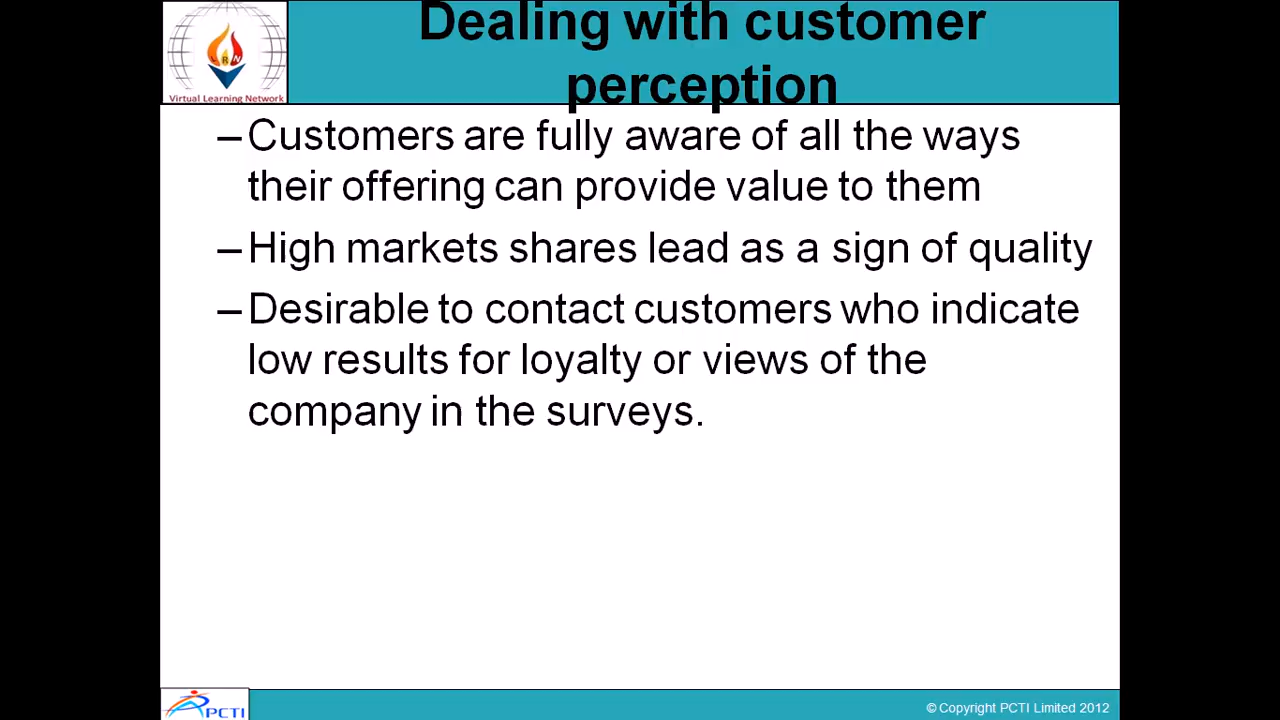 Dealing with customer
perception
Virtual Learning Network
–Customers are fully aware of all the ways
their offering can provide value to them
–High markets shares lead as a sign of quality
–Desirable to contact customers who indicate
low results for loyalty or views of the
company in the surveys.
PCTI
© Copyright PCTI Limited 2012